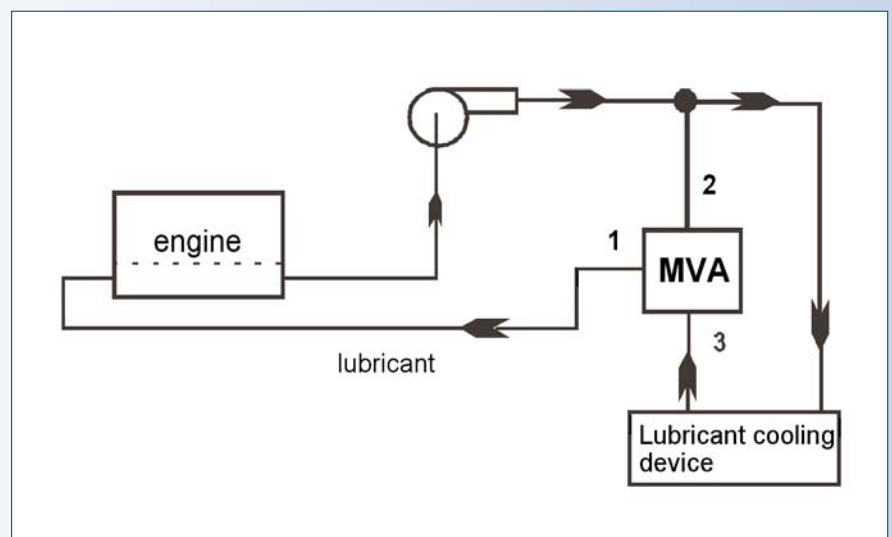 engine
2
1
MVA
3
lubricant
Lubricant cooling
device